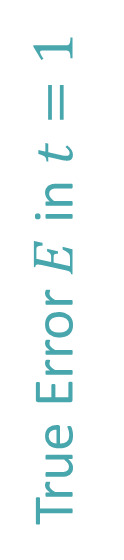 True Error E in t = 1